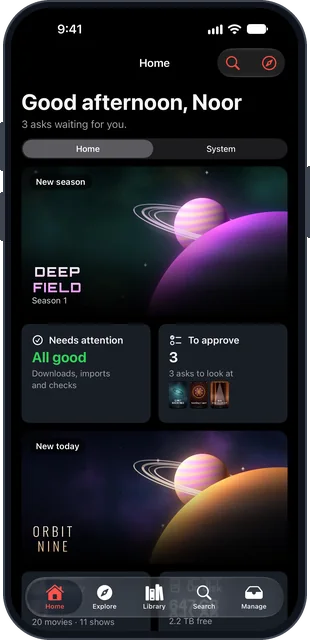 9:41
Home
Good afternoon, Noor
3 asks waiting for you.
Home
System
New season
DEEP
FIELD
Season 1
Needs attention
All good
Downloads, imports
and checks
To approve
3
3 asks to look at
New today
ORBIT
NINE
Home
Explore
Library
Search
Manage
20 movies · 11 shows
2.2 TB free